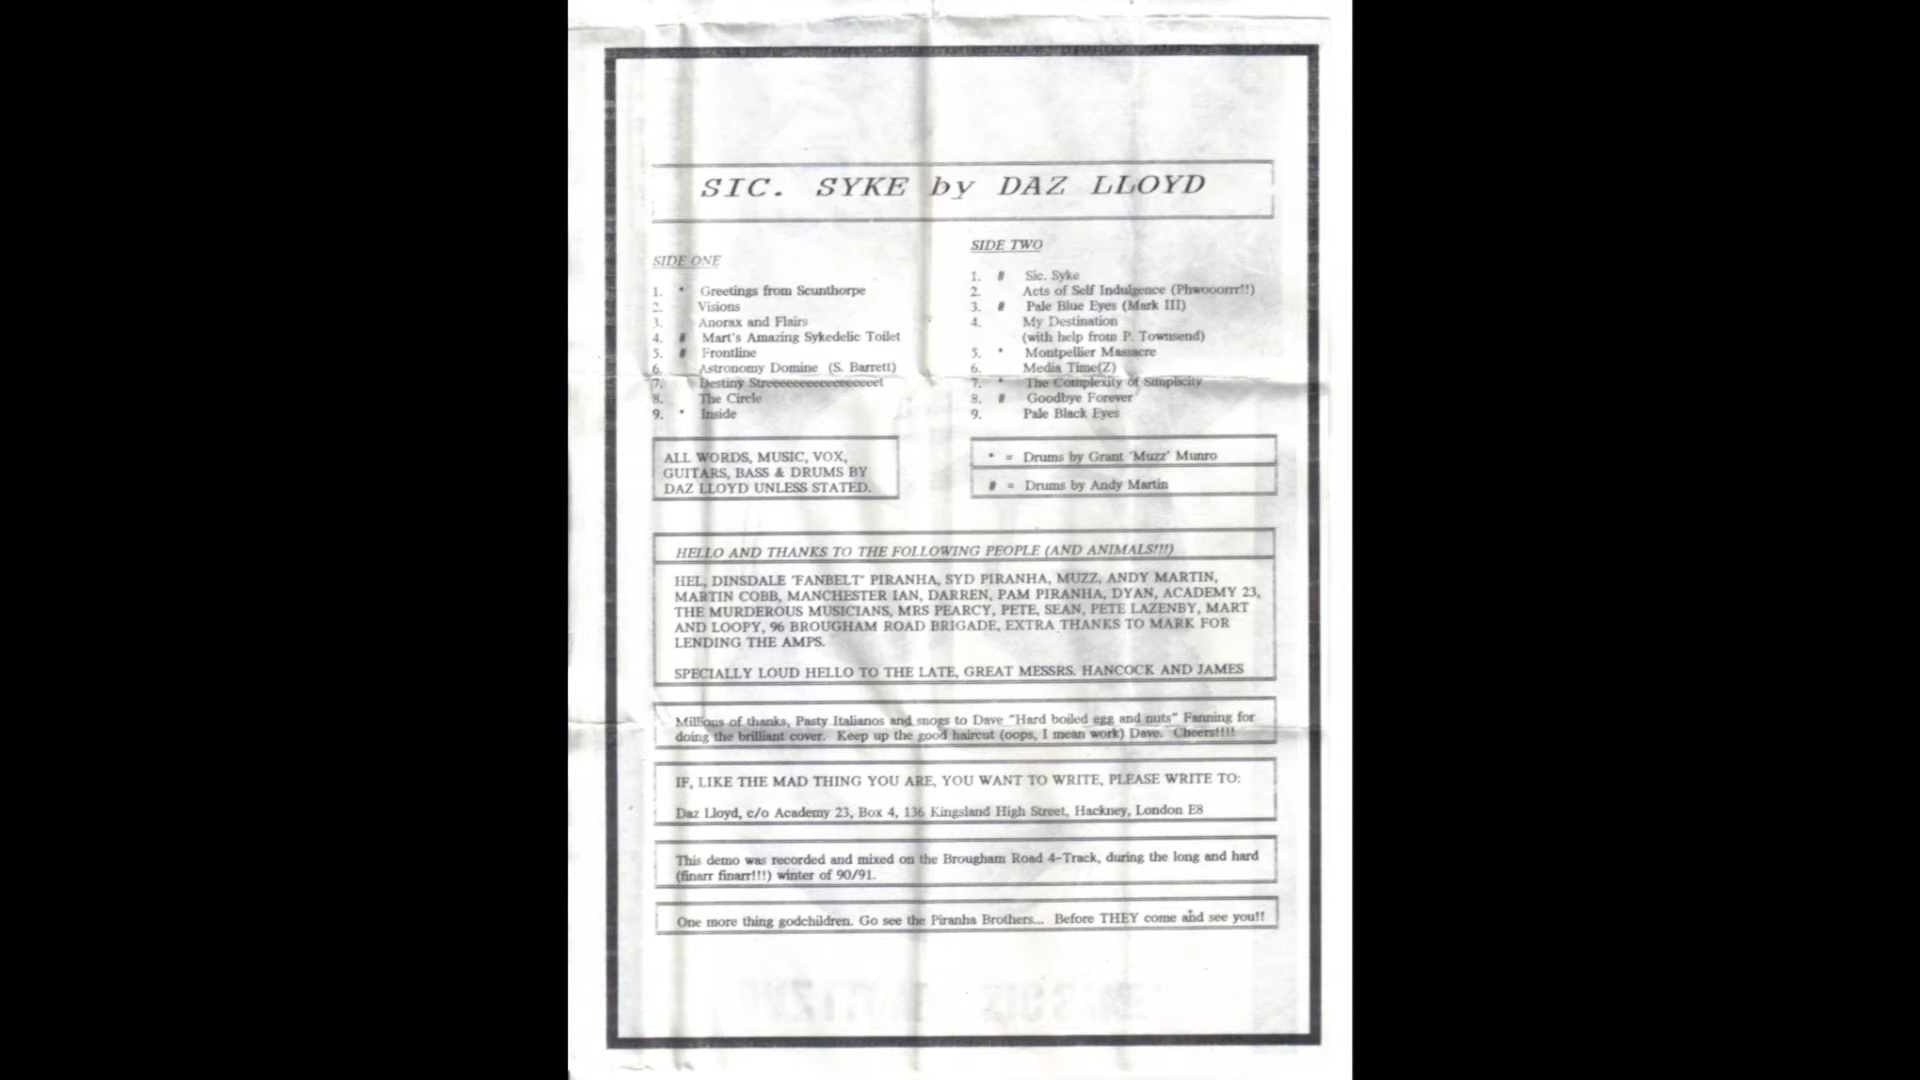 SIC. SYKE by DAZ LLOYD
SIDE ONE
1. * Greetings from Scunthorpe
2. Visions
3. Anorax and Flairs
4. # Mart's Amazing Sykedelic Toilet
5. # Frontline
6. Astronomy Domine (S. Barrett)
7. Destiny Streeeeeeeeeeeeeeeeet
8. The Circle
9. * Inside
SIDE TWO
1. # Sic. Syke
2. Acts of Self Indulgence (Phwooorrr!!)
3. # Pale Blue Eyes (Mark III)
4. My Destination
(with help from P. Townsend)
5. * Montpellier Massacre
6. Media Time(Z)
7. * The Complexity of Simplicity
8. # Goodbye Forever
9. Pale Black Eyes
ALL WORDS, MUSIC, VOX,
GUITARS, BASS & DRUMS BY
DAZ LLOYD UNLESS STATED.
* = Drums by Grant 'Muzz' Munro
# = Drums by Andy Martin
HELLO AND THANKS TO THE FOLLOWING PEOPLE (AND ANIMALS!!!)
HEL, DINSDALE 'FANBELT' PIRANHA, SYD PIRANHA, MUZZ, ANDY MARTIN,
MARTIN COBB, MANCHESTER IAN, DARREN, PAM PIRANHA, DYAN, ACADEMY 23,
THE MURDEROUS MUSICIANS, MRS PEARCY, PETE, SEAN, PETE LAZENBY, MART
AND LOOPY, 96 BROUGHAM ROAD BRIGADE, EXTRA THANKS TO MARK FOR
LENDING THE AMPS.
SPECIALLY LOUD HELLO TO THE LATE, GREAT MESSRS. HANCOCK AND JAMES
Millions of thanks, Pasty Italianos and snogs to Dave "Hard boiled egg and nuts" Fanning for
doing the brilliant cover. Keep up the good haircut (oops, I mean work) Dave. Cheers!!!!
IF, LIKE THE MAD THING YOU ARE, YOU WANT TO WRITE, PLEASE WRITE TO:
Daz Lloyd, c/o Academy 23, Box 4, 136 Kingsland High Street, Hackney, London E8
This demo was recorded and mixed on the Brougham Road 4-Track, during the long and hard
(finarr finarr!!!) winter of 90/91.
One more thing godchildren. Go see the Piranha Brothers... Before THEY come and see you!!